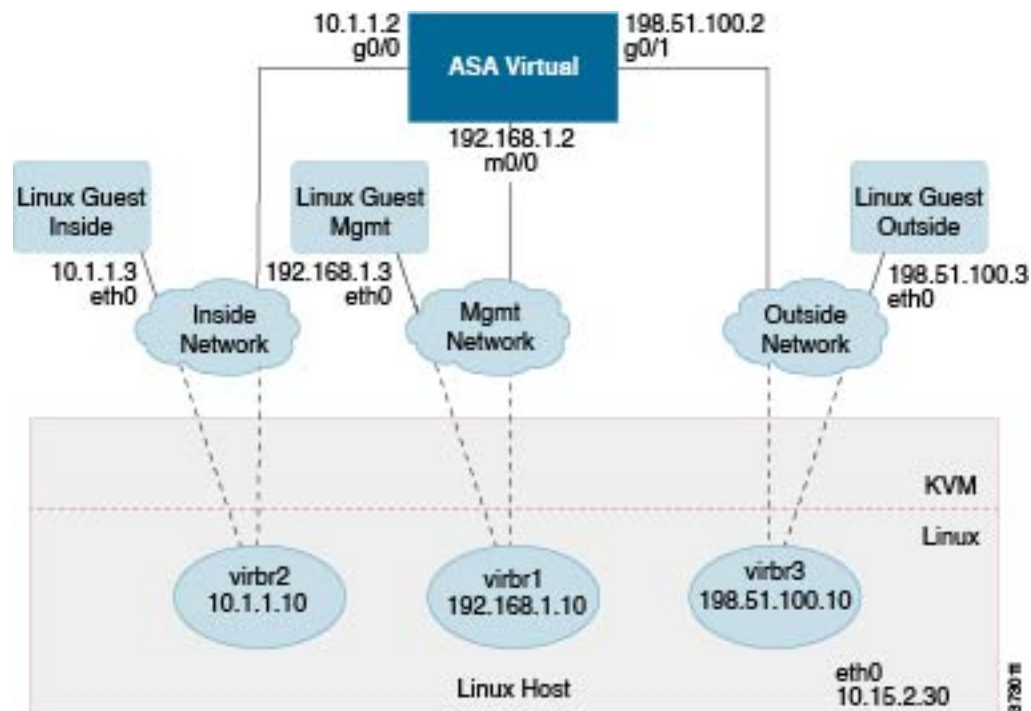 10.1.1.2
g0/0
ASA Virtual
198.51.100.2
g0/1
192.168.1.2
m0/0
Linux Guest
Inside
Linux Guest
Mgmt
Linux Guest
Outside
10.1.1.3
eth0
192.168.1.3
eth0
198.51.100.3
eth0
Inside
Network
Mgmt
Network
Outside
Network
KVM
Linux
virbr2
10.1.1.10
virbr1
192.168.1.10
virbr3
198.51.100.10
Linux Host
eth0
10.15.2.30